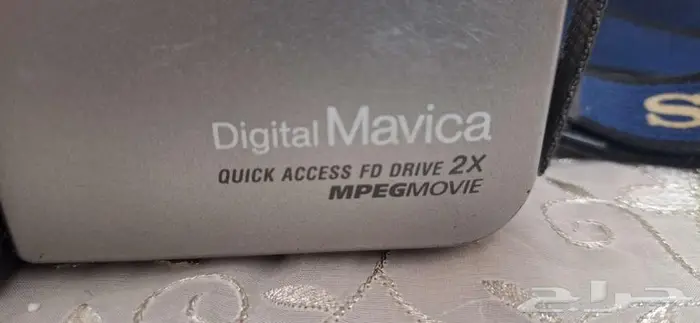 Digital Mavica
QUICK ACCESS FD DRIVE 2X
MPEGMOVIE
S
حراج